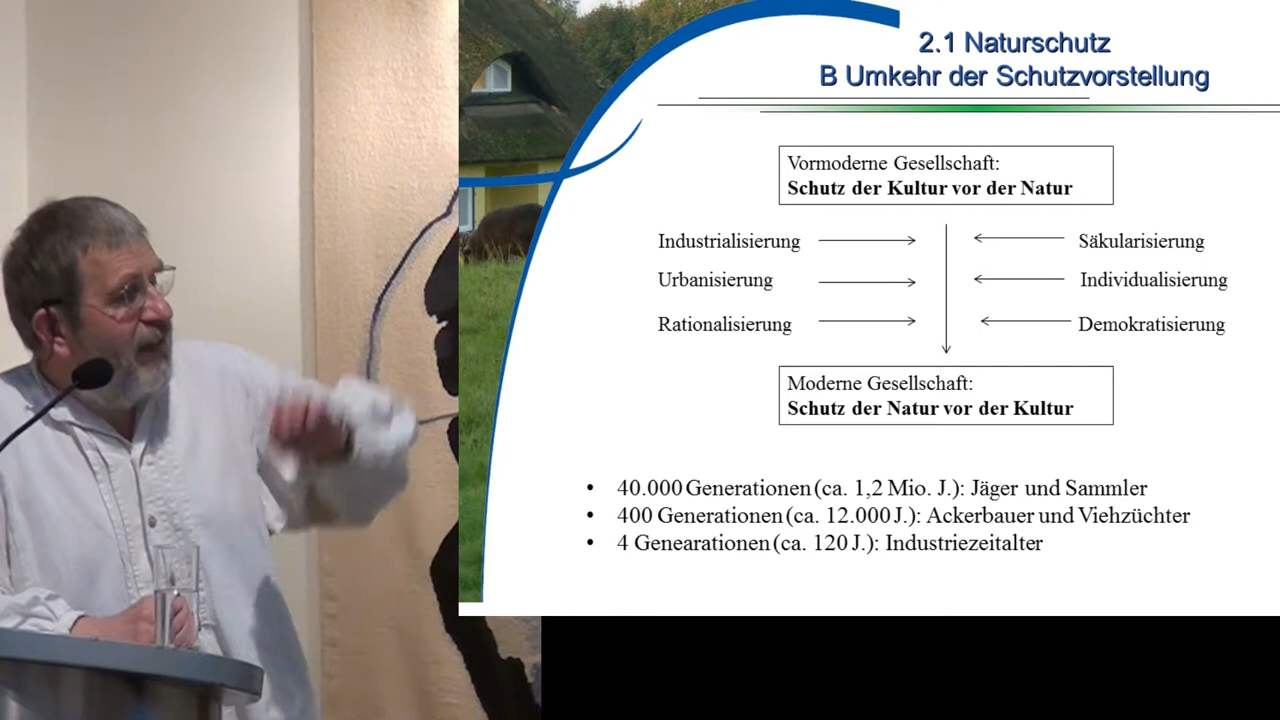 2.1 Naturschutz
B Umkehr der Schutzvorstellung
Vormoderne Gesellschaft:
Schutz der Kultur vor der Natur
Industrialisierung
Säkularisierung
Urbanisierung
Individualisierung
Rationalisierung
Demokratisierung
Moderne Gesellschaft:
Schutz der Natur vor der Kultur
• 40.000 Generationen (ca. 1,2 Mio. J.): Jäger und Sammler
• 400 Generationen (ca. 12.000 J.): Ackerbauer und Viehzüchter
• 4 Genearationen (ca. 120 J.): Industriezeitalter